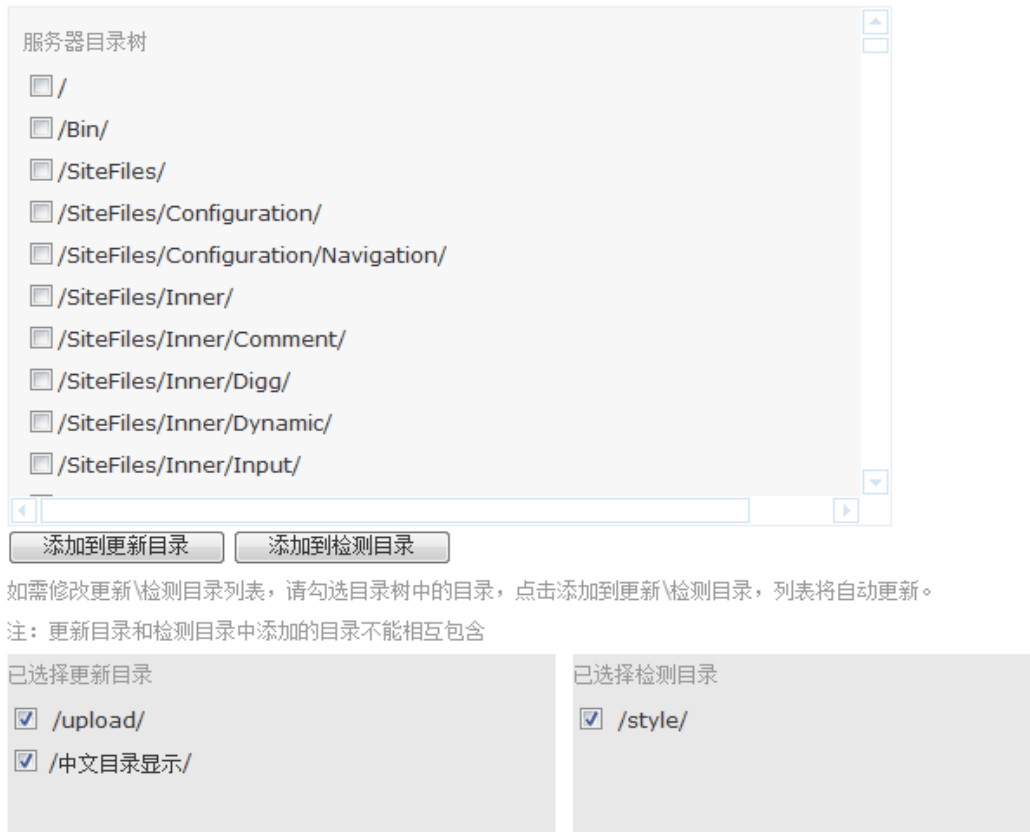 服务器目录树
/
/Bin/
/SiteFiles/
/SiteFiles/Configuration/
/SiteFiles/Configuration/Navigation/
/SiteFiles/Inner/
/SiteFiles/Inner/Comment/
/SiteFiles/Inner/Digg/
/SiteFiles/Inner/Dynamic/
/SiteFiles/Inner/Input/
添加到更新目录 添加到检测目录
如需修改更新\检测目录列表，请勾选目录树中的目录，点击添加到更新\检测目录，列表将自动更新。
注：更新目录和检测目录中添加的目录不能相互包含
已选择更新目录
/upload/
/中文目录显示/
已选择检测目录
/style/